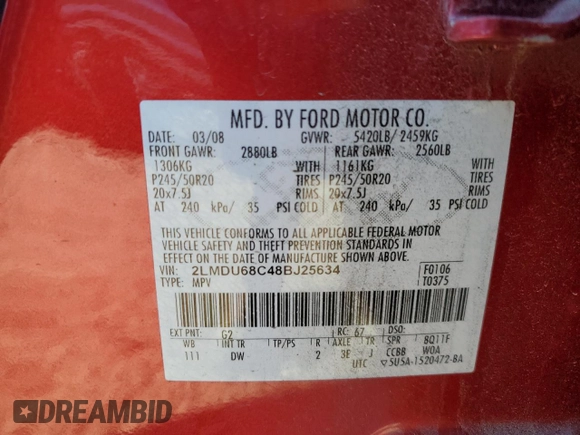 MFD. BY FORD MOTOR CO.
DATE: 03/08 GVWR: 5420LB/ 2459KG
FRONT GAWR: 2880LB REAR GAWR: 2560LB
1306KG WITH 1161KG WITH
P245/50R20 TIRES P245/50R20 TIRES
20x7.5J RIMS 20x7.5J RIMS
AT 240 kPa/ 35 PSI COLD AT 240 kPa/ 35 PSI COLD
THIS VEHICLE CONFORMS TO ALL APPLICABLE FEDERAL MOTOR
VEHICLE SAFETY AND THEFT PREVENTION STANDARDS IN
EFFECT ON THE DATE OF MANUFACTURE SHOWN ABOVE.
VIN: 2LMDU68C48BJ25634 F0106
TYPE: MPV T0375
EXT PNT: G2 RC: 67 DSO:
WB INT TR TP/PS R AXLE TR SPR BQ11F
111 DW 2 3E J CCBB W0A
UTC ▽5U5A-1520472-BA
DREAMBID